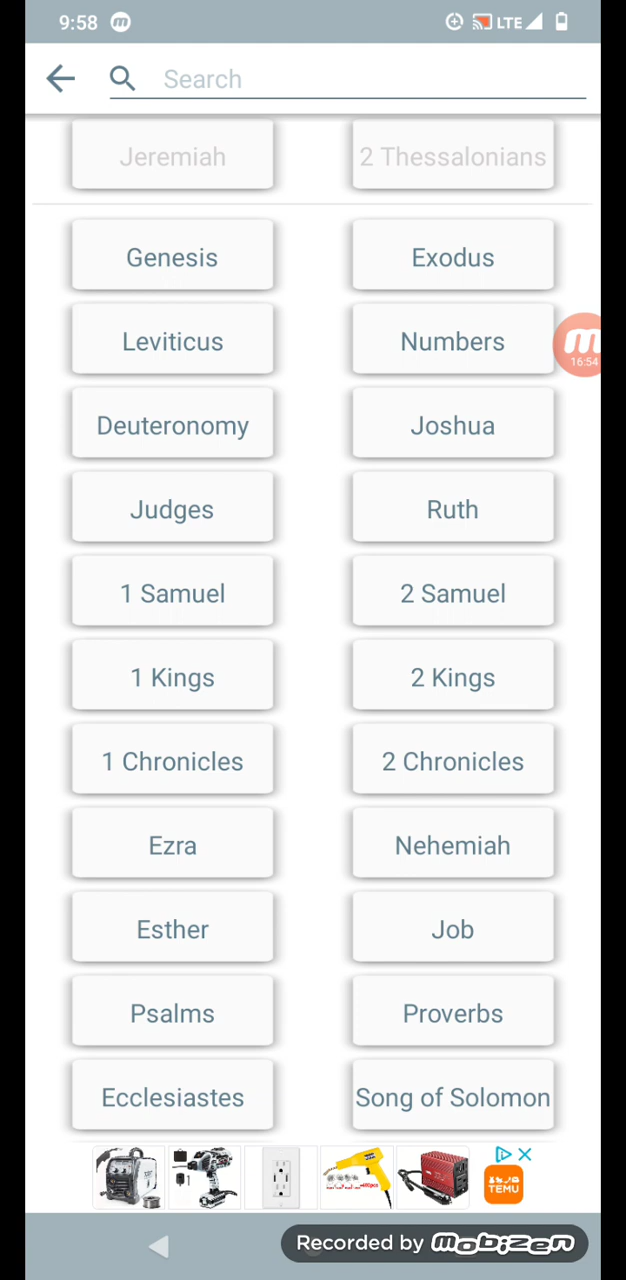 9:58 LTE
Search
Jeremiah 2 Thessalonians
Genesis Exodus
Leviticus Numbers
16:54
Deuteronomy Joshua
Judges Ruth
1 Samuel 2 Samuel
1 Kings 2 Kings
1 Chronicles 2 Chronicles
Ezra Nehemiah
Esther Job
Psalms Proverbs
Ecclesiastes Song of Solomon
TEMU
Recorded by mobizen